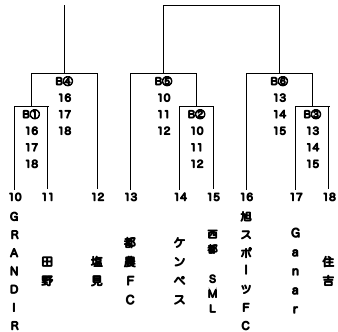 B④ B⑤ B⑥
16 10 13
17 11 14
18 12 15
B① B② B③
16 10 13
17 11 14
18 12 15
10 11 12 13 14 15 16 17 18
GRANDIR
田野
塩見
都農FC
ケンペス
西都 SML
旭スポーツFC
Ganar
住吉